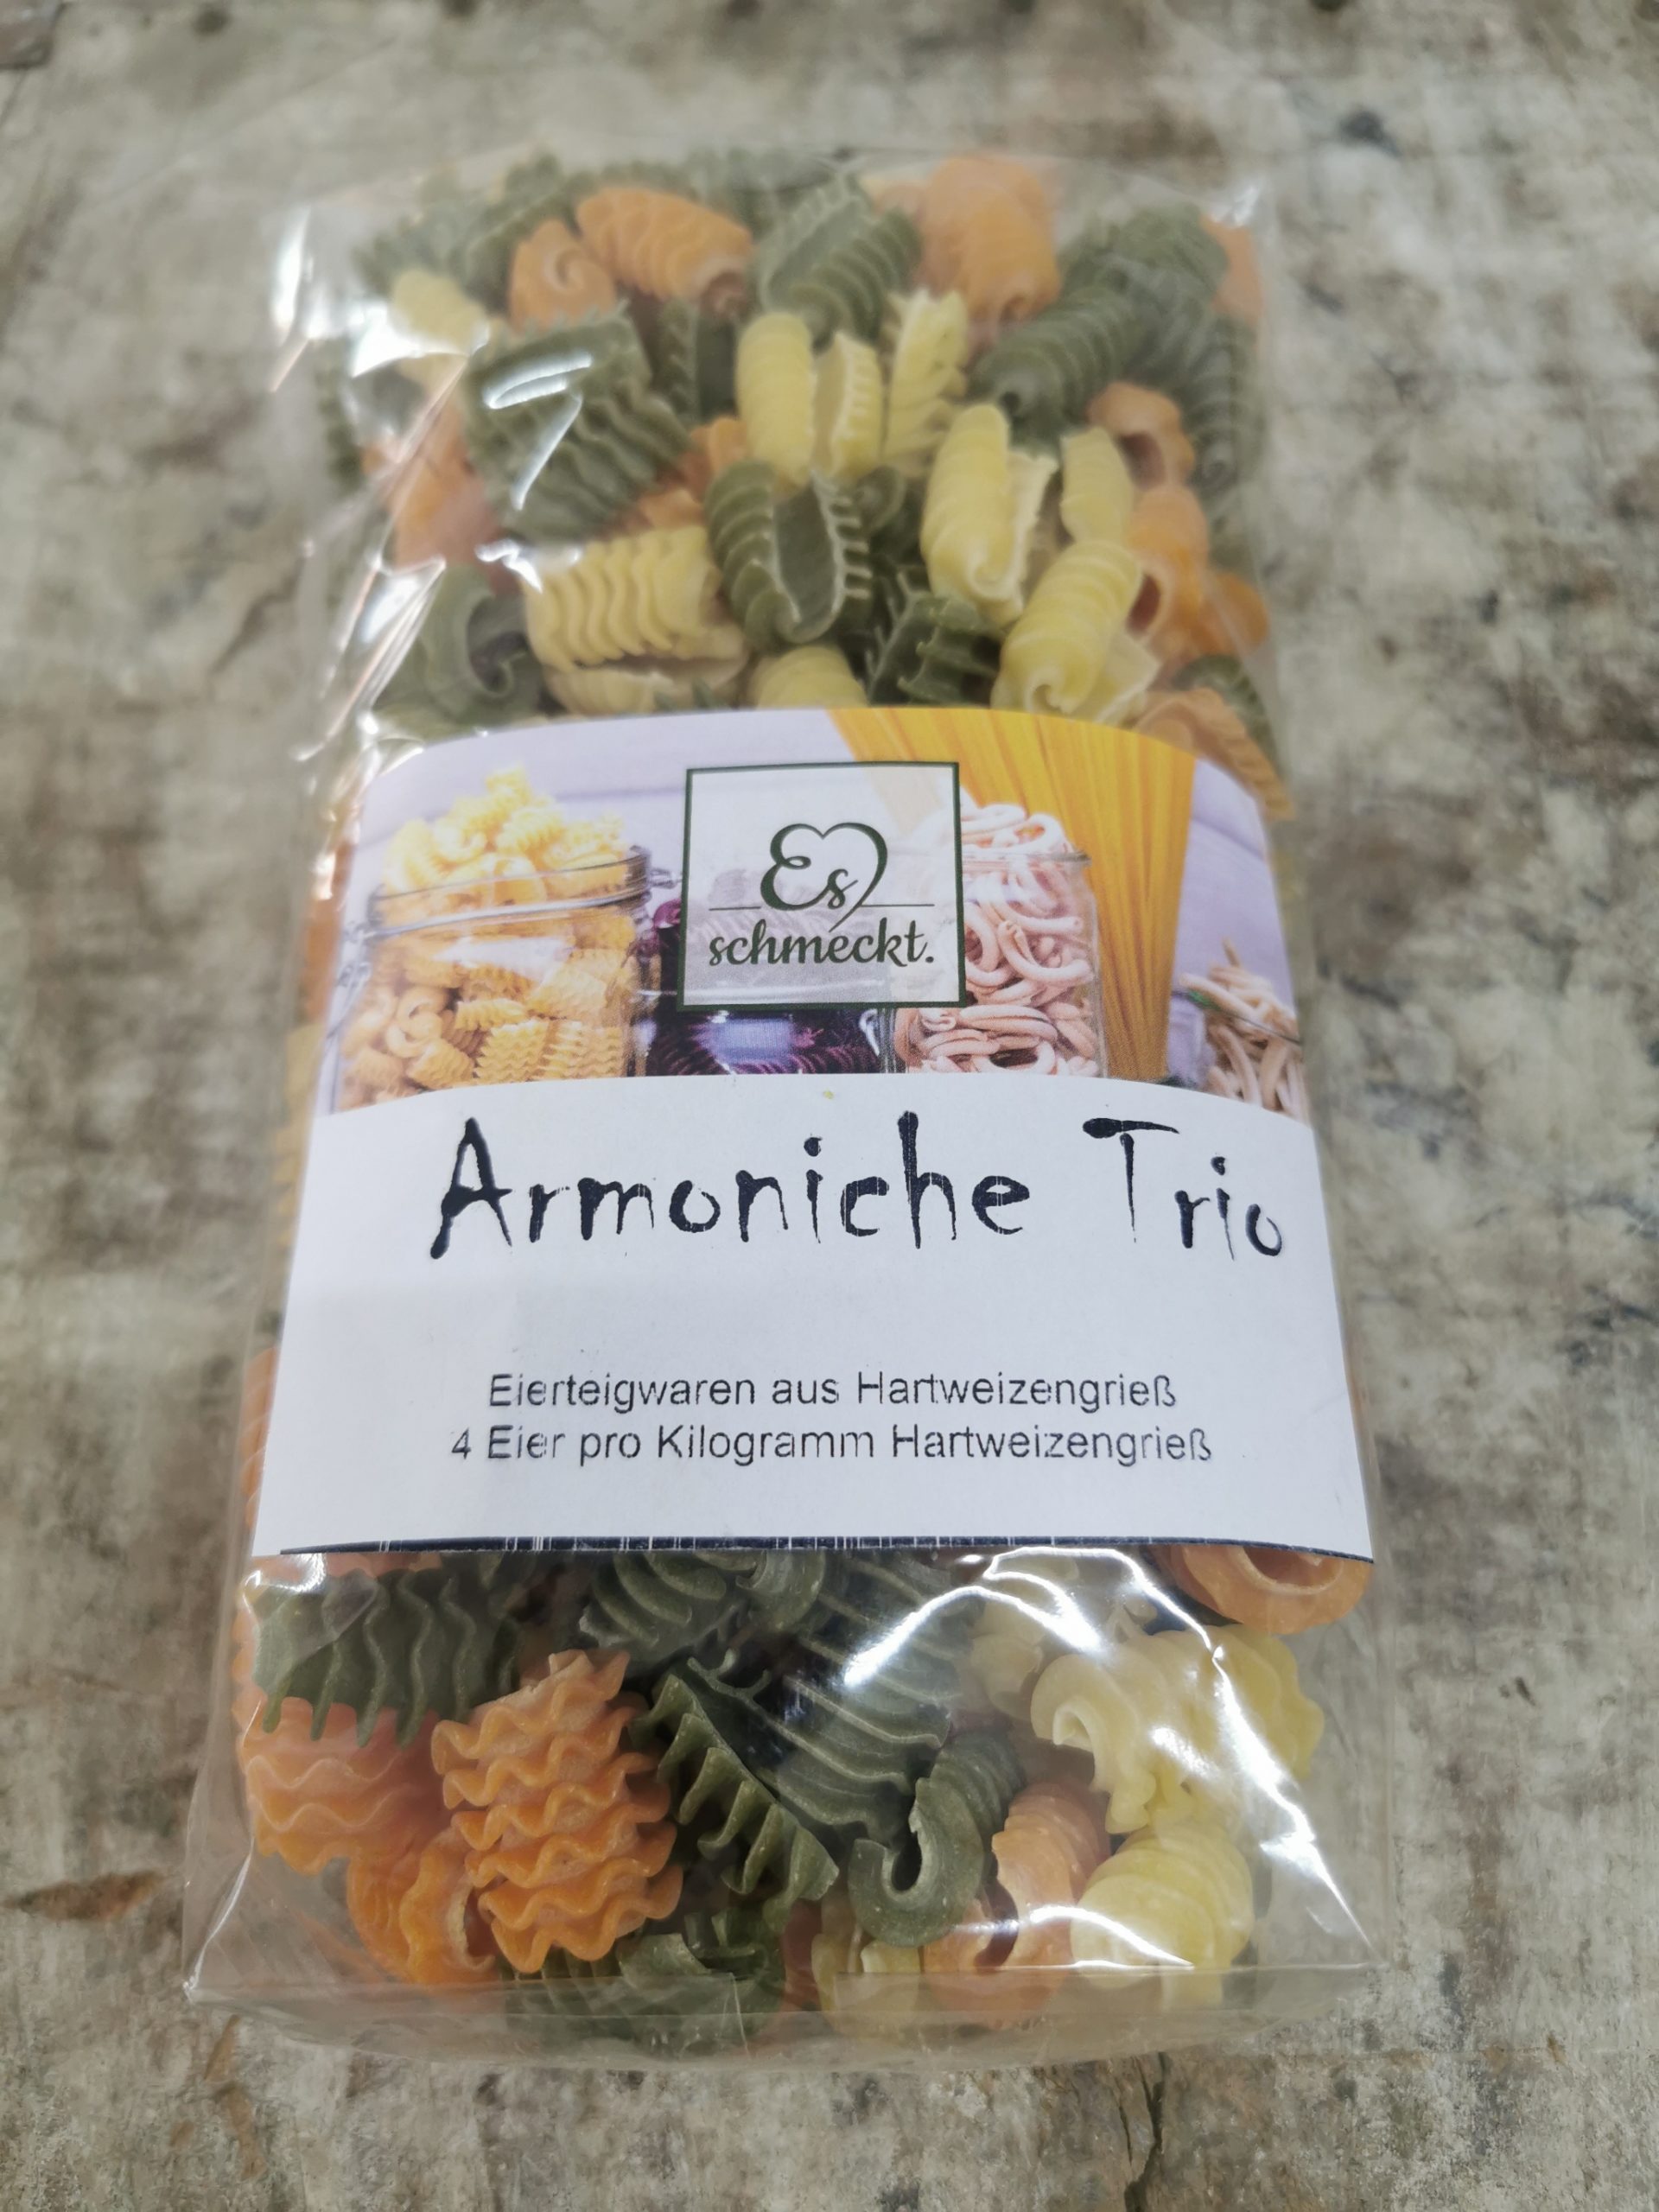 Es
schmeckt.
Armoniche Trio
Eierteigwaren aus Hartweizengrieß
4 Eier pro Kilogramm Hartweizengrieß